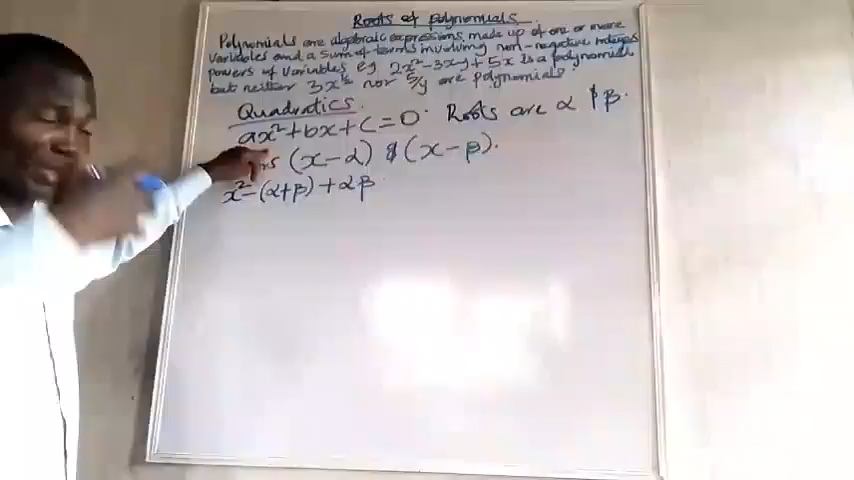 Roots of Polynomials
Polynomials are algebraic expressions made up of one or more
variables and a sum of terms involving non-negative integer
powers of variables eg 2x²-3xy+5x is a polynomial
but neither 3x^½ nor 5/y are polynomials
Quadratics
ax²+bx+c=0. Roots are α & β.
(x-α) & (x-β).
x²-(α+β)+αβ